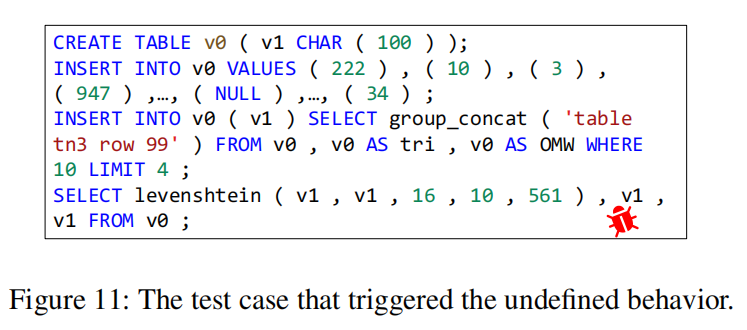 CREATE TABLE v0 ( v1 CHAR ( 100 ) );
INSERT INTO v0 VALUES ( 222 ) , ( 10 ) , ( 3 ) ,
( 947 ) ,…, ( NULL ) ,…, ( 34 ) ;
INSERT INTO v0 ( v1 ) SELECT group_concat ( 'table
tn3 row 99' ) FROM v0 , v0 AS tri , v0 AS OMW WHERE
10 LIMIT 4 ;
SELECT levenshtein ( v1 , v1 , 16 , 10 , 561 ) , v1 ,
v1 FROM v0 ;
Figure 11: The test case that triggered the undefined behavior.